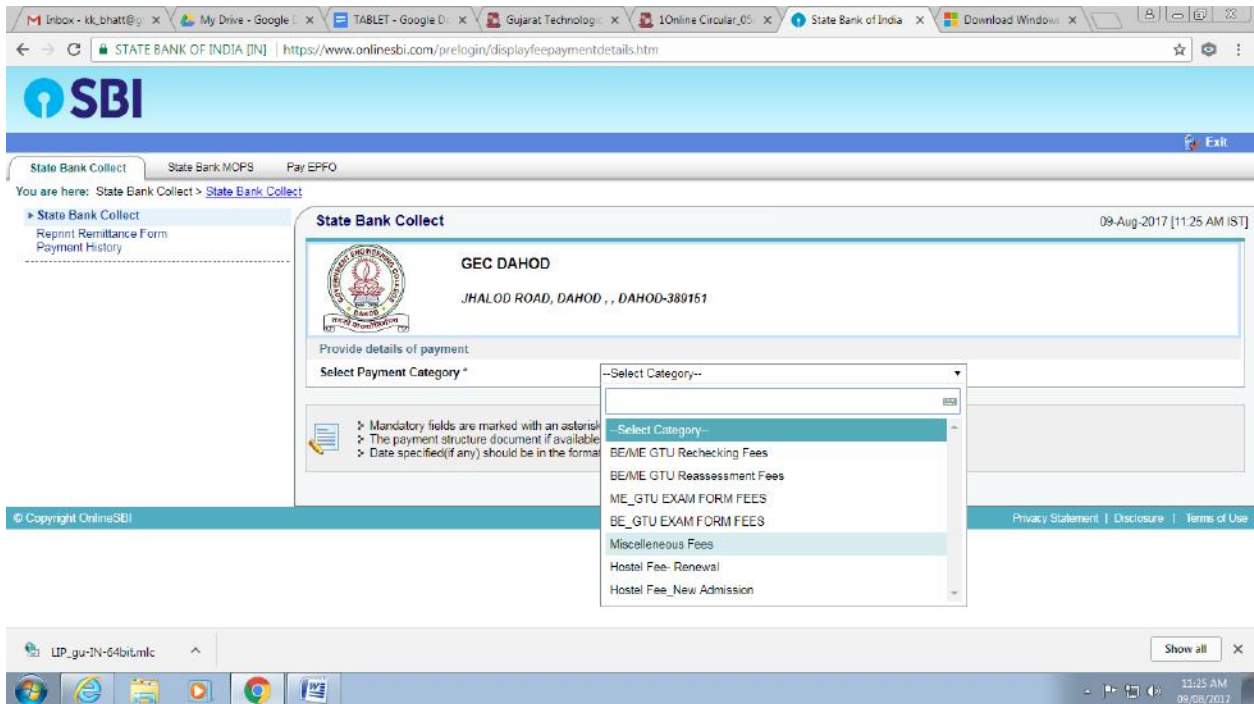 Inbox - kk_bhatt@g
My Drive - Google D
TABLET - Google D
Gujarat Technologic
1Online Circular_05
State Bank of India
Download Windows
STATE BANK OF INDIA [IN]
https://www.onlinesbi.com/prelogin/displayfeepaymentdetails.htm
SBI
Exit
State Bank Collect
State Bank MOPS
Pay EPFO
You are here: State Bank Collect > State Bank Collect
State Bank Collect
Reprint Remittance Form
Payment History
State Bank Collect
09-Aug-2017 [11:25 AM IST]
GEC DAHOD
JHALOD ROAD, DAHOD , , DAHOD-389151
DAHOD
Provide details of payment
Select Payment Category *
--Select Category--
Mandatory fields are marked with an asterisk
The payment structure document if available
Date specified(if any) should be in the format
--Select Category--
BE/ME GTU Rechecking Fees
BE/ME GTU Reassessment Fees
ME_GTU EXAM FORM FEES
BE_GTU EXAM FORM FEES
Miscelleneous Fees
Hostel Fee- Renewal
Hostel Fee_New Admission
© Copyright OnlineSBI
Privacy Statement | Disclosure | Terms of Use
LIP_gu-IN-64bit.mlc
Show all
11:25 AM
09/08/2017